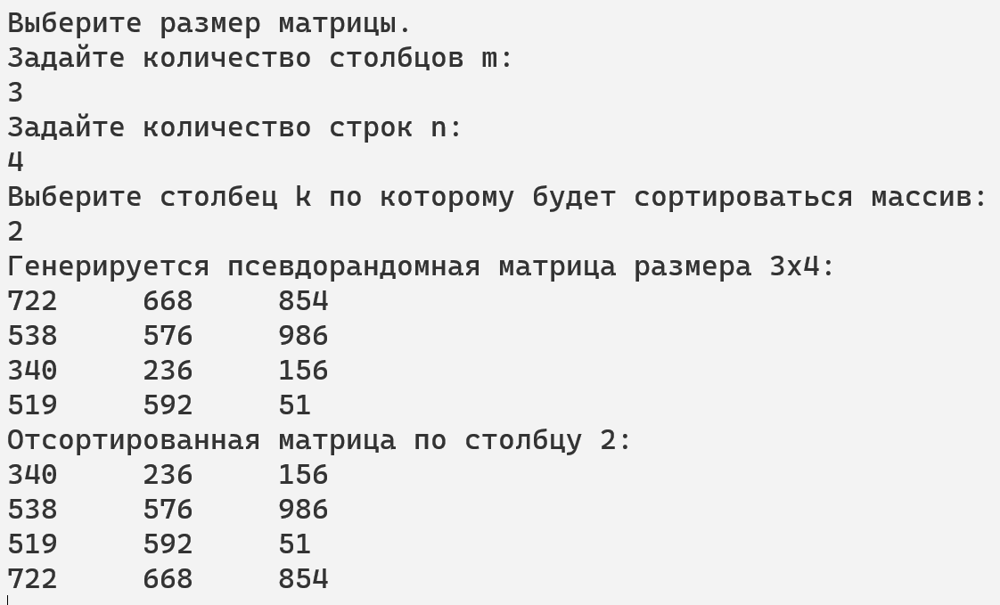 Выберите размер матрицы.
Задайте количество столбцов m:
3
Задайте количество строк n:
4
Выберите столбец k по которому будет сортироваться массив:
2
Генерируется псевдорандомная матрица размера 3x4:
722 668 854
538 576 986
340 236 156
519 592 51
Отсортированная матрица по столбцу 2:
340 236 156
538 576 986
519 592 51
722 668 854